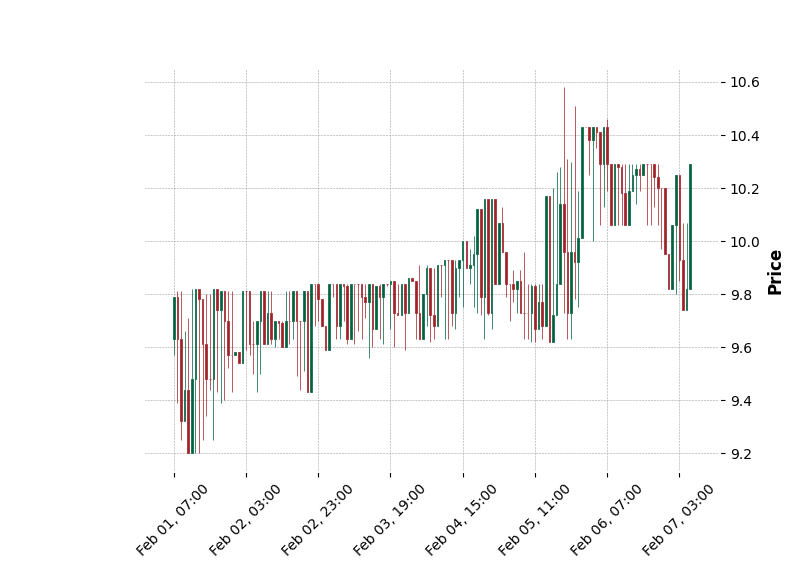 10.6
10.4
10.2
10.0
9.8
9.6
9.4
9.2
Price
Feb 01, 07:00
Feb 02, 03:00
Feb 02, 23:00
Feb 03, 19:00
Feb 04, 15:00
Feb 05, 11:00
Feb 06, 07:00
Feb 07, 03:00